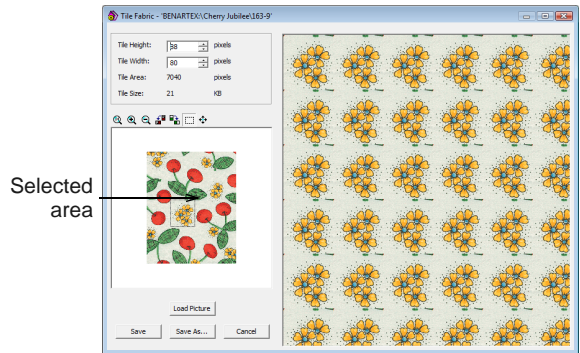 Tile Fabric - 'BENARTEX:\Cherry Jubilee\163-9'
Tile Height: 88 pixels
Tile Width: 80 pixels
Tile Area: 7040 pixels
Tile Size: 21 KB
Selected
area
Load Picture
Save Save As... Cancel